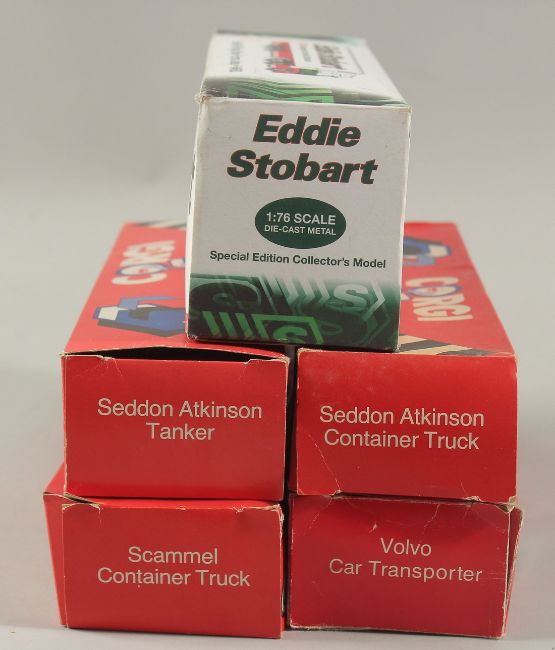 Eddie
Stobart
1:76 SCALE
DIE-CAST METAL
Special Edition Collector's Model
CORGI
CORGI
Seddon Atkinson
Tanker
Seddon Atkinson
Container Truck
Scammel
Container Truck
Volvo
Car Transporter